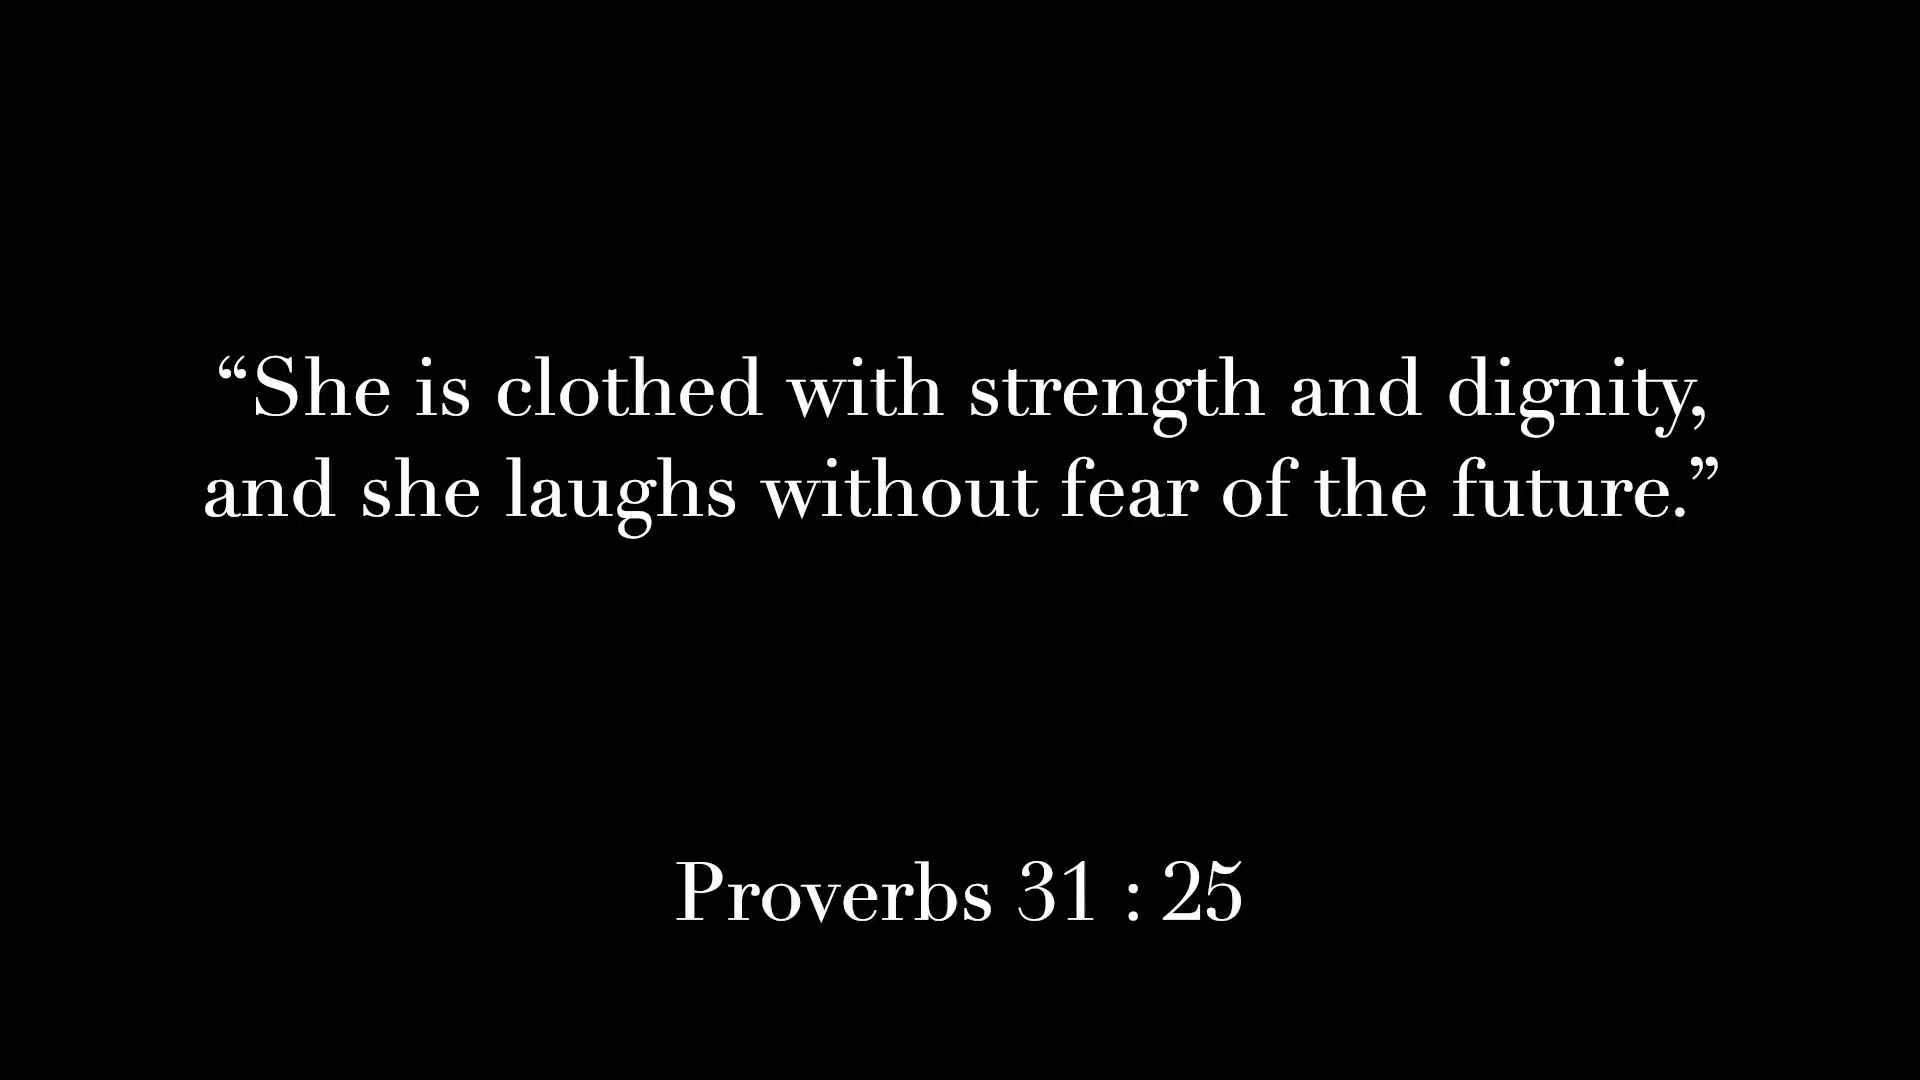 “She is clothed with strength and dignity,
and she laughs without fear of the future.”
Proverbs 31 : 25